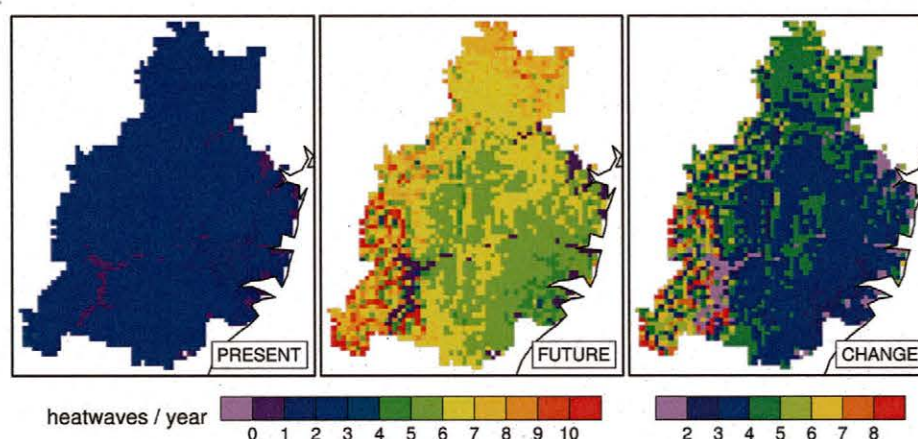 PRESENT
FUTURE
CHANGE
heatwaves / year
0 1 2 3 4 5 6 7 8 9 10
2 3 4 5 6 7 8